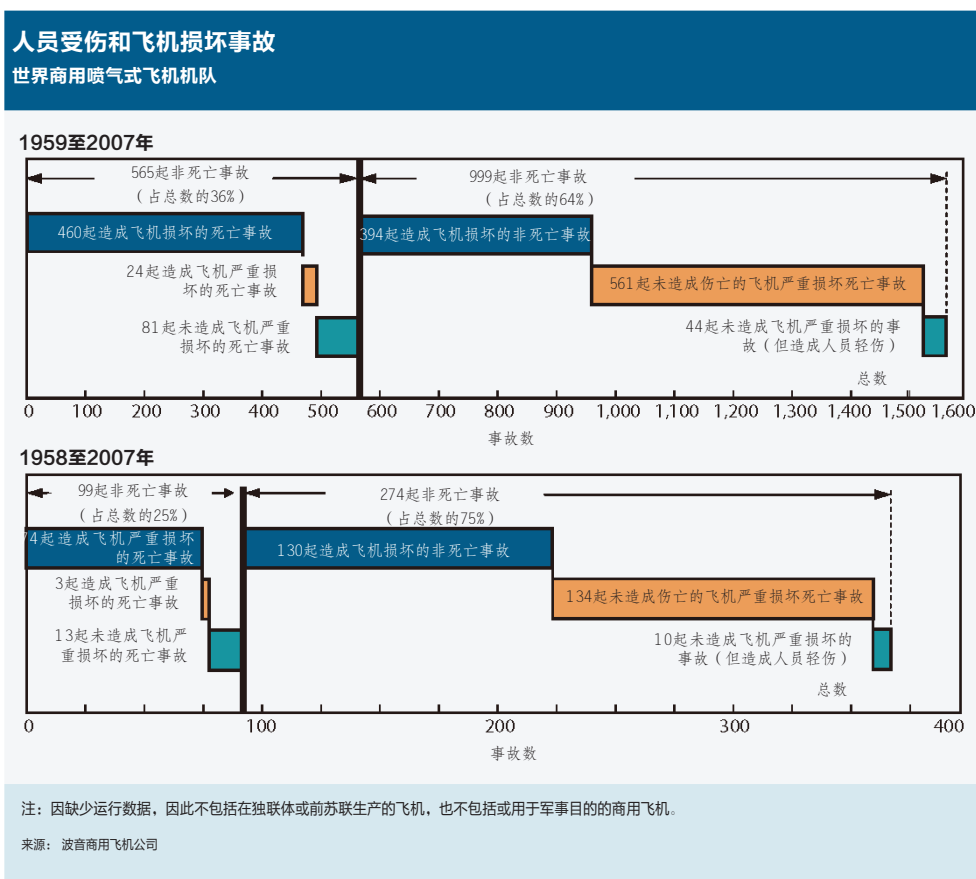 人员受伤和飞机损坏事故
世界商用喷气式飞机机队
1959至2007年
565起非死亡事故
（占总数的36%）
999起非死亡事故
（占总数的64%）
460起造成飞机损坏的死亡事故
394起造成飞机损坏的非死亡事故
24起造成飞机严重损
坏的死亡事故
561起未造成伤亡的飞机严重损坏死亡事故
81起未造成飞机严重
损坏的死亡事故
44起未造成飞机严重损坏的事
故（但造成人员轻伤）
总数
0 100 200 300 400 500 600 700 800 900 1,000 1,100 1,200 1,300 1,400 1,500 1,600
事故数
1958至2007年
99起非死亡事故
（占总数的25%）
274起非死亡事故
（占总数的75%）
74起造成飞机严重损坏
的死亡事故
130起造成飞机损坏的非死亡事故
3起造成飞机严重
损坏的死亡事故
134起未造成伤亡的飞机严重损坏死亡事故
13起未造成飞机严
重损坏的死亡事故
10起未造成飞机严重损坏的
事故（但造成人员轻伤）
总数
0 100 200 300 400
事故数
注：因缺少运行数据，因此不包括在独联体或前苏联生产的飞机，也不包括或用于军事目的的商用飞机。
来源： 波音商用飞机公司